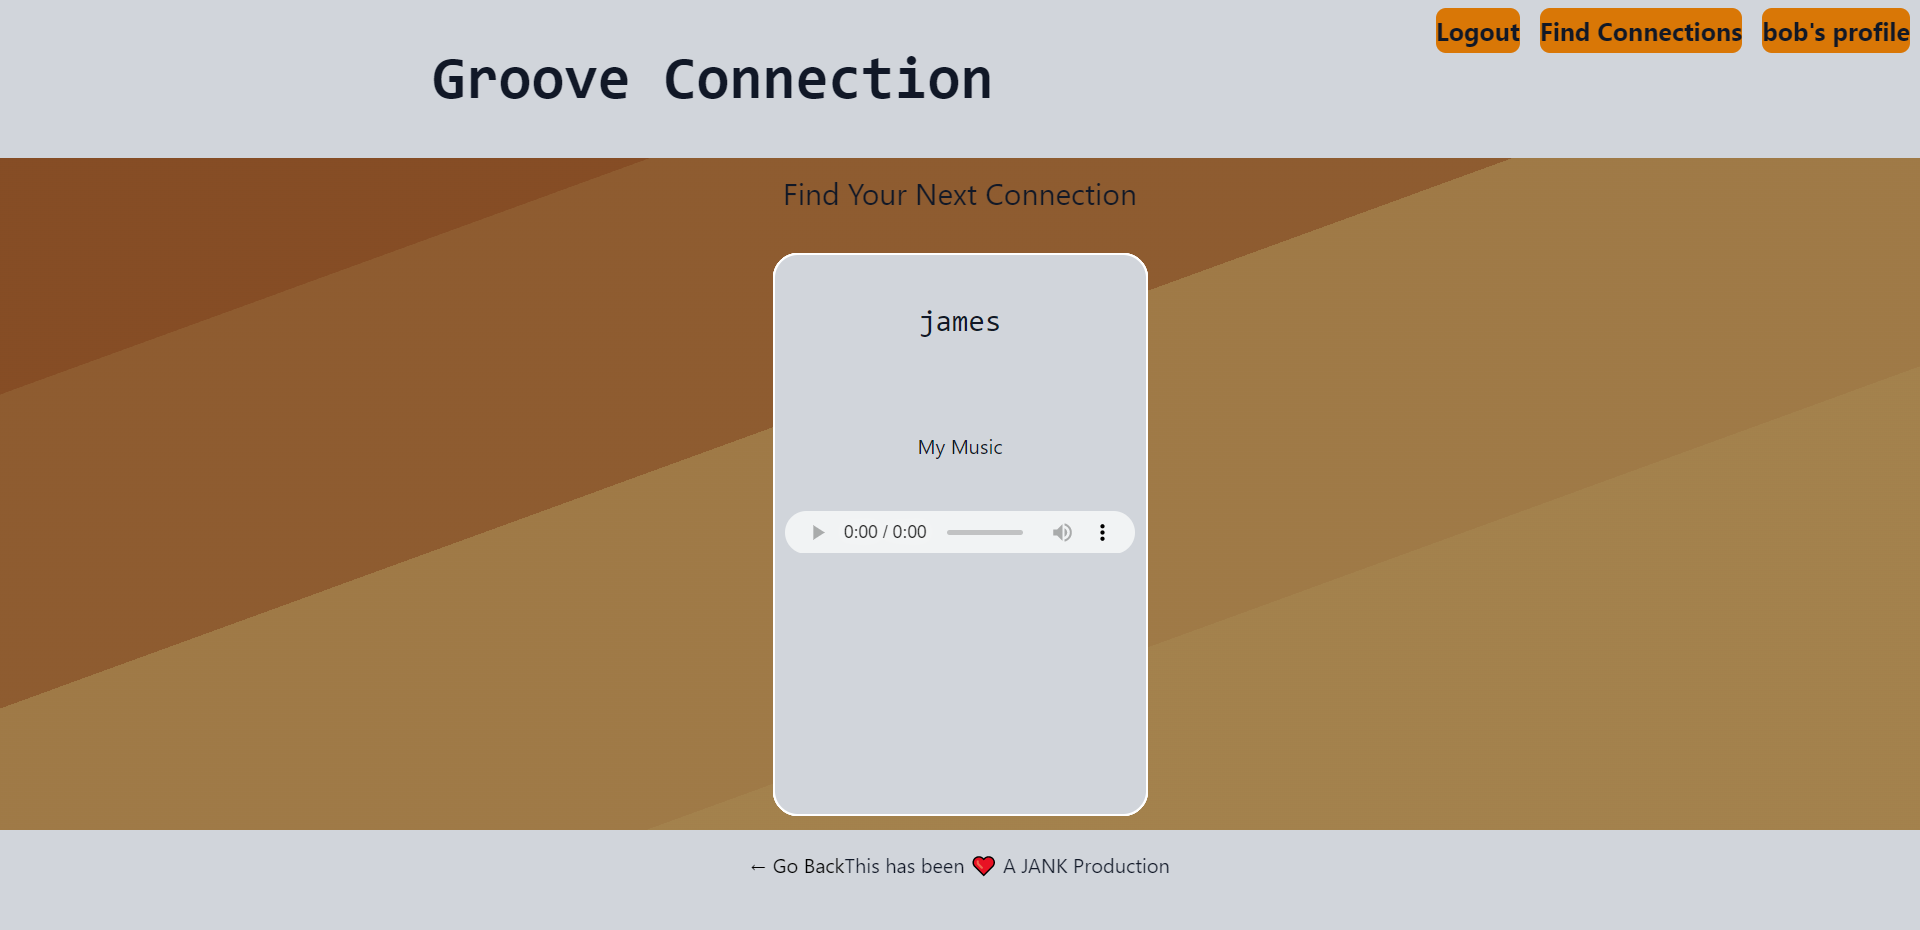 Logout Find Connections bob's profile
Groove Connection
Find Your Next Connection
james
My Music
0:00 / 0:00
← Go BackThis has been ❤️ A JANK Production